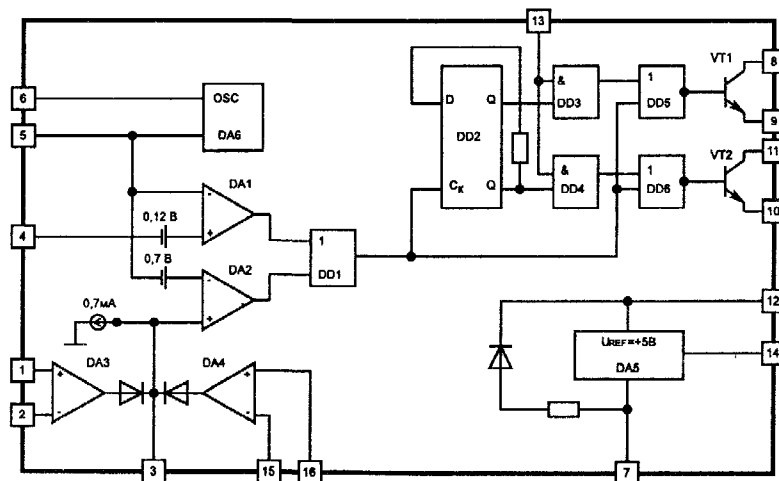 13
VT1
8
6
OSC
&
1
D
Q
DD3
DD5
9
5
DA6
DD2
11
VT2
DA1
&
1
-
0,12 В
Cк
Q
DD4
DD6
10
4
+
1
0,7 В
DA2
DD1
-
12
0,7мА
+
UREF=+5В
14
1
DA3
DA4
DA5
+
+
2
-
-
3
15
16
7